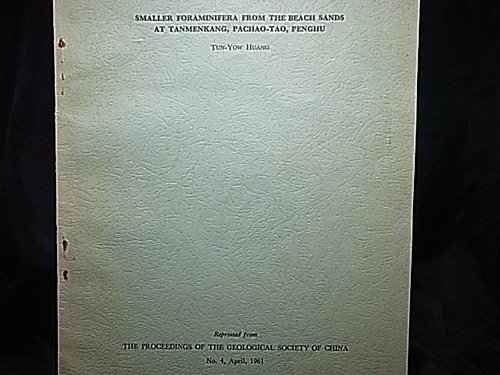 SMALLER FORAMINIFERA FROM THE BEACH SANDS
AT TANMENKANG, PACHAO-TAO, PENGHU
TUN-YOW HUANG
Reprinted from
THE PROCEEDINGS OF THE GEOLOGICAL SOCIETY OF CHINA
No. 4, April, 1961